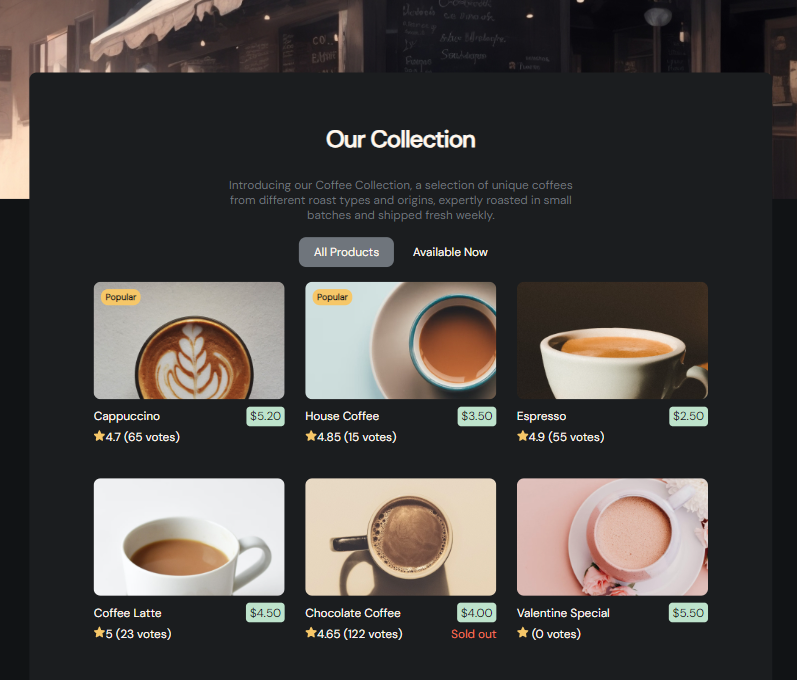 Our Collection
Introducing our Coffee Collection, a selection of unique coffees
from different roast types and origins, expertly roasted in small
batches and shipped fresh weekly.
All Products Available Now
Popular Popular
Cappuccino $5.20 House Coffee $3.50 Espresso $2.50
4.7 (65 votes) 4.85 (15 votes) 4.9 (55 votes)
Coffee Latte $4.50 Chocolate Coffee $4.00 Valentine Special $5.50
5 (23 votes) 4.65 (122 votes) Sold out (0 votes)